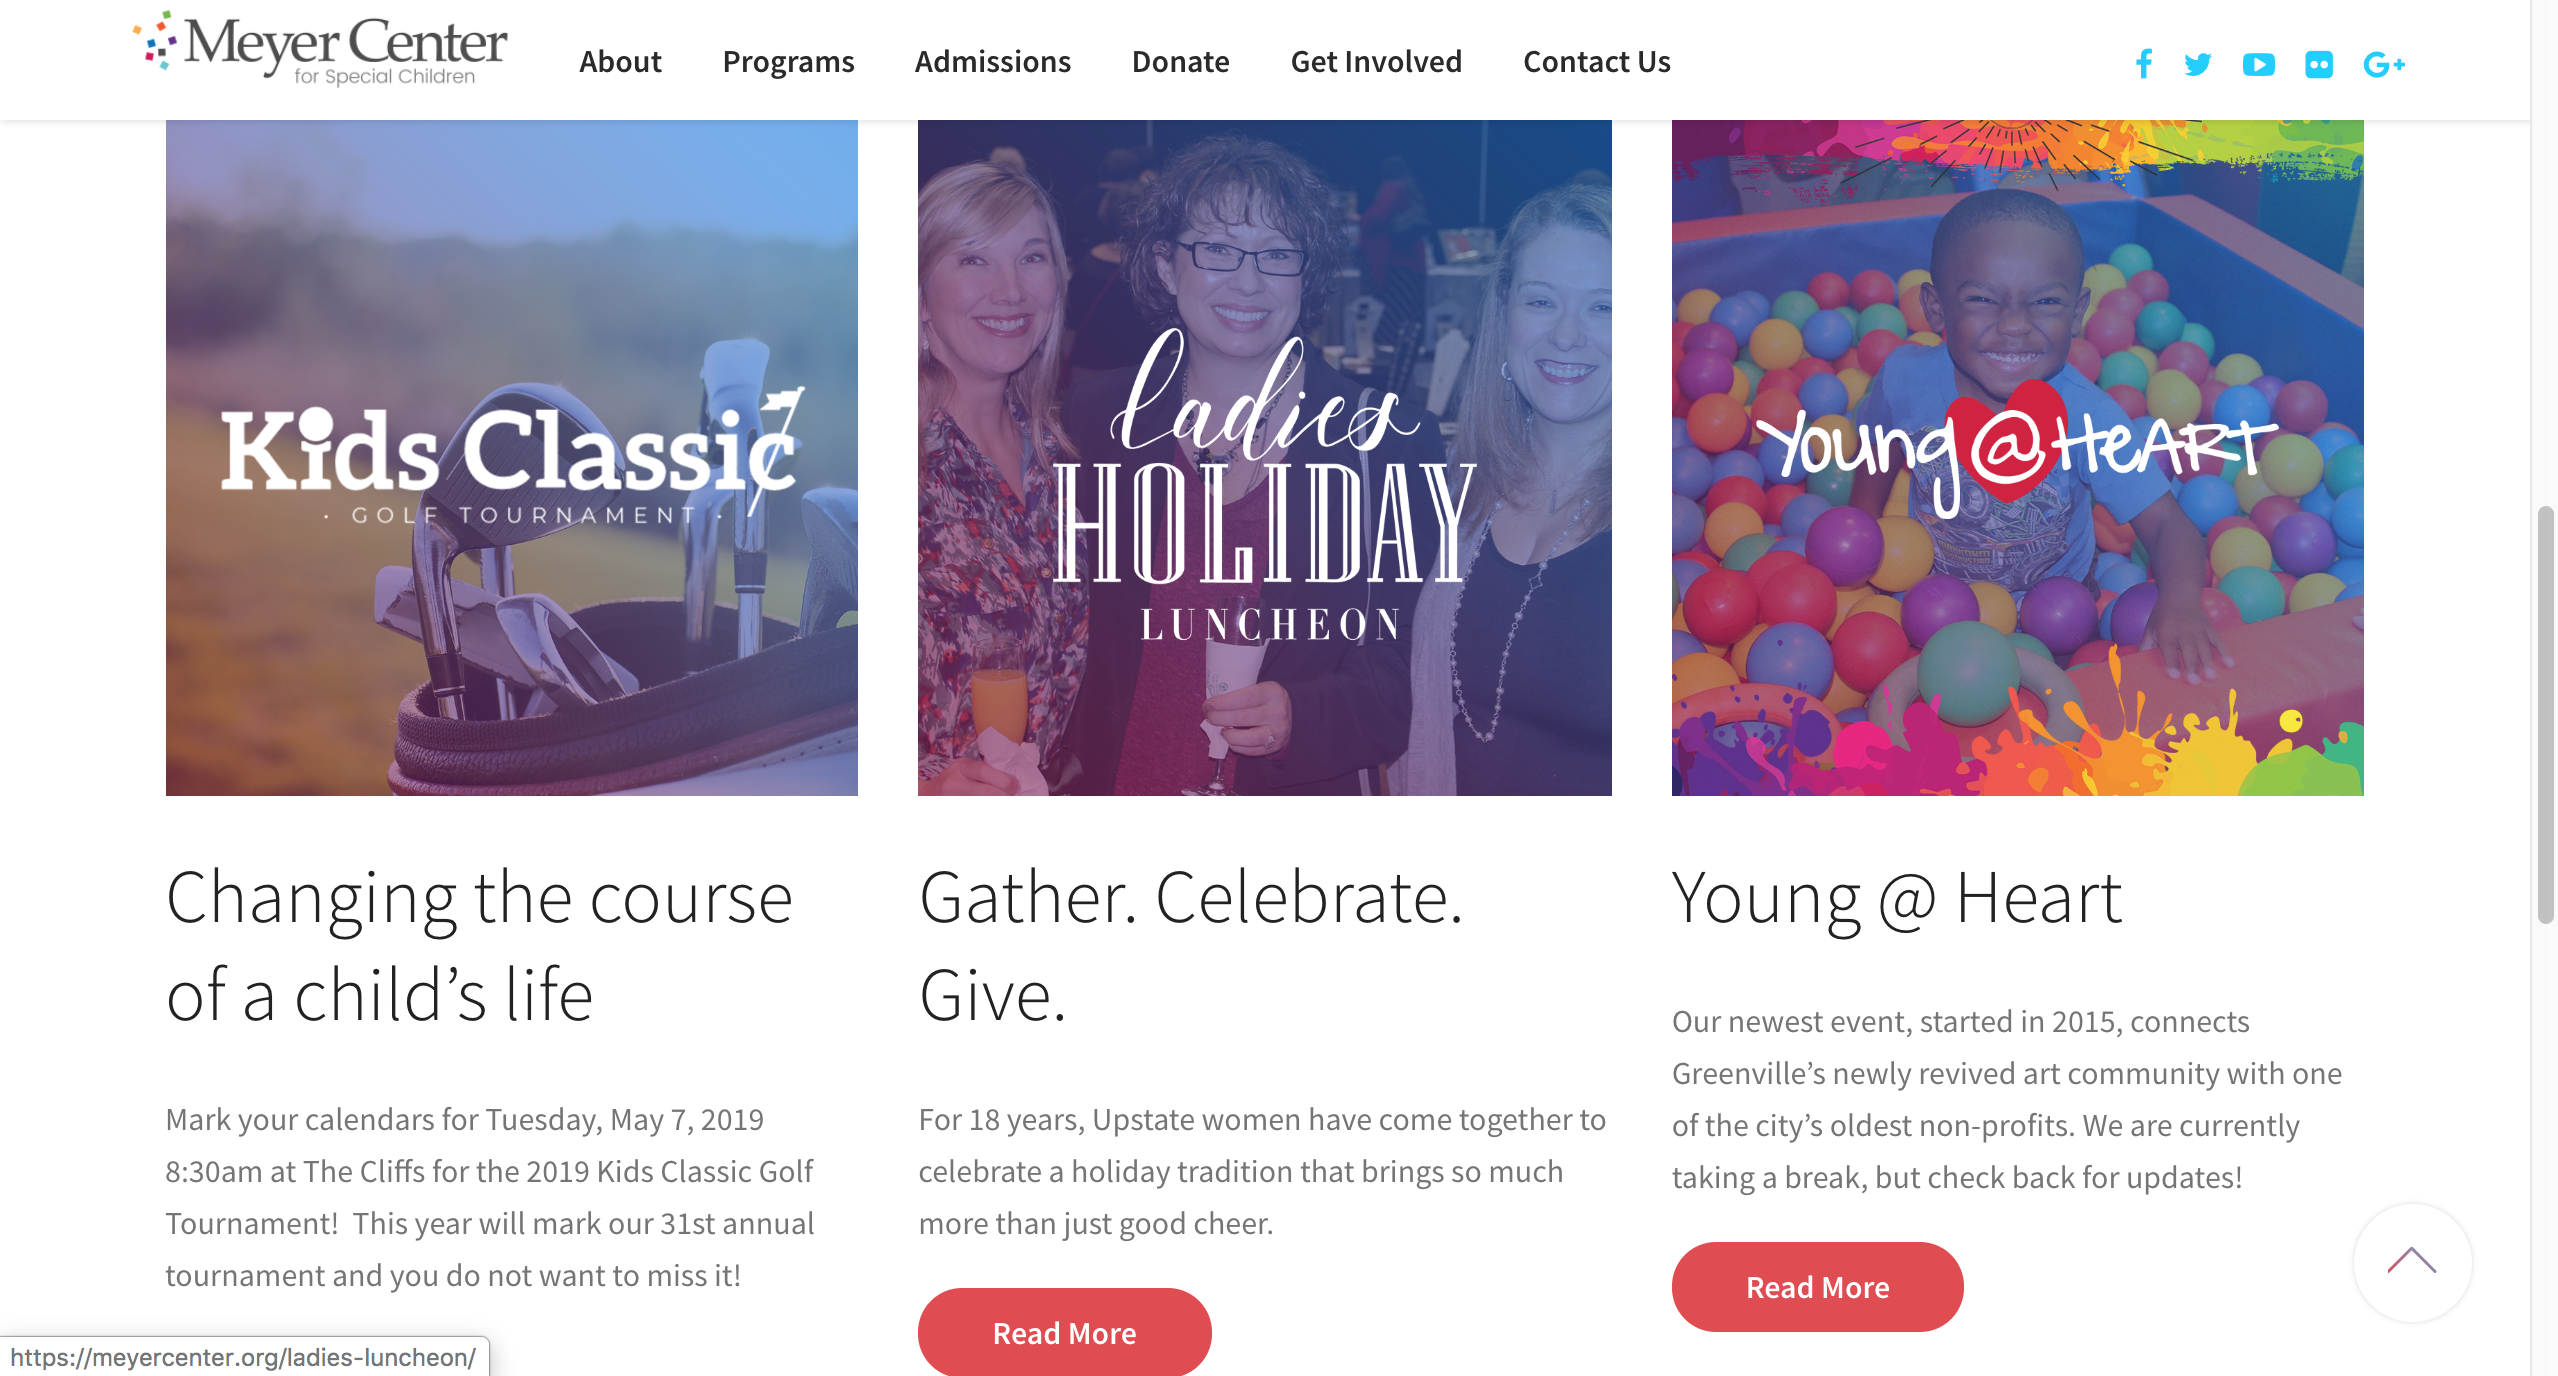 Meyer Center
for Special Children
About
Programs
Admissions
Donate
Get Involved
Contact Us
Kids Classic
· GOLF TOURNAMENT ·
ladies
HOLIDAY
LUNCHEON
Young @ HeART
Changing the course
of a child’s life
Mark your calendars for Tuesday, May 7, 2019
8:30am at The Cliffs for the 2019 Kids Classic Golf
Tournament!  This year will mark our 31st annual
tournament and you do not want to miss it!
Gather. Celebrate.
Give.
For 18 years, Upstate women have come together to
celebrate a holiday tradition that brings so much
more than just good cheer.
Read More
Young @ Heart
Our newest event, started in 2015, connects
Greenville’s newly revived art community with one
of the city’s oldest non-profits. We are currently
taking a break, but check back for updates!
Read More
https://meyercenter.org/ladies-luncheon/